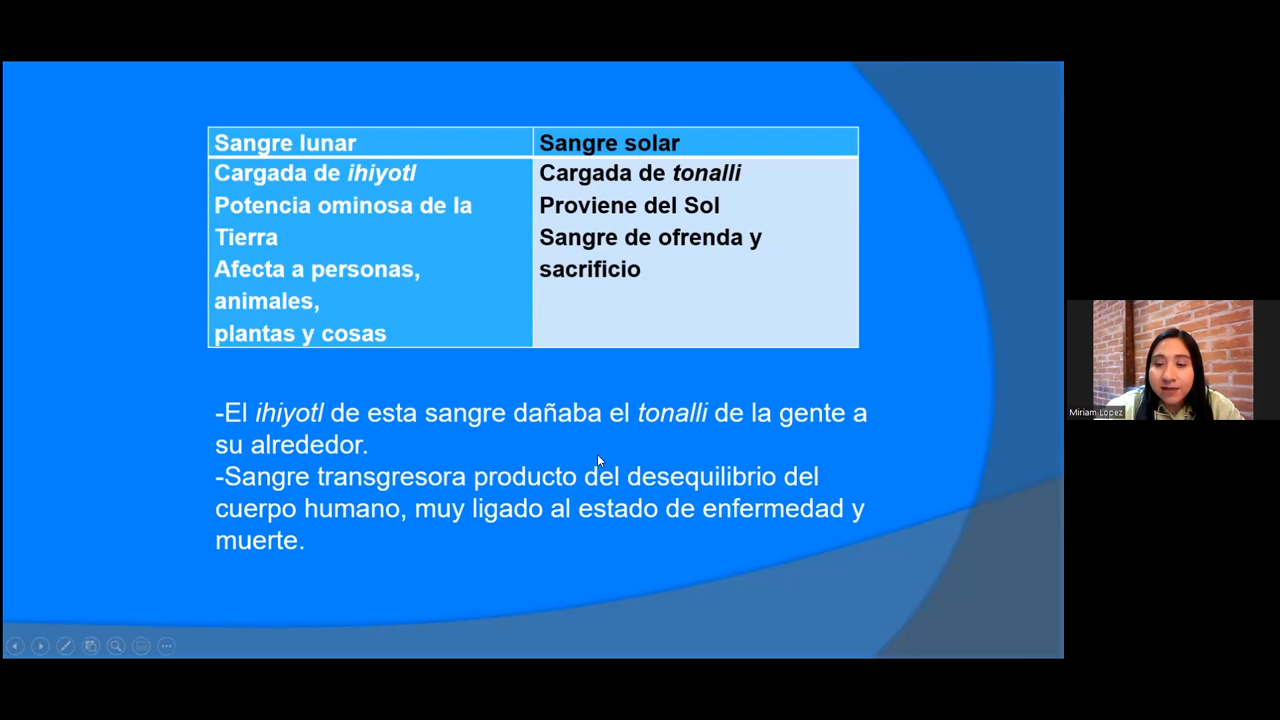 Sangre lunar
Sangre solar
Cargada de ihiyotl
Potencia ominosa de la
Tierra
Afecta a personas,
animales,
plantas y cosas
Cargada de tonalli
Proviene del Sol
Sangre de ofrenda y
sacrificio
-El ihiyotl de esta sangre dañaba el tonalli de la gente a
su alrededor.
-Sangre transgresora producto del desequilibrio del
cuerpo humano, muy ligado al estado de enfermedad y
muerte.
Miriam Lopez